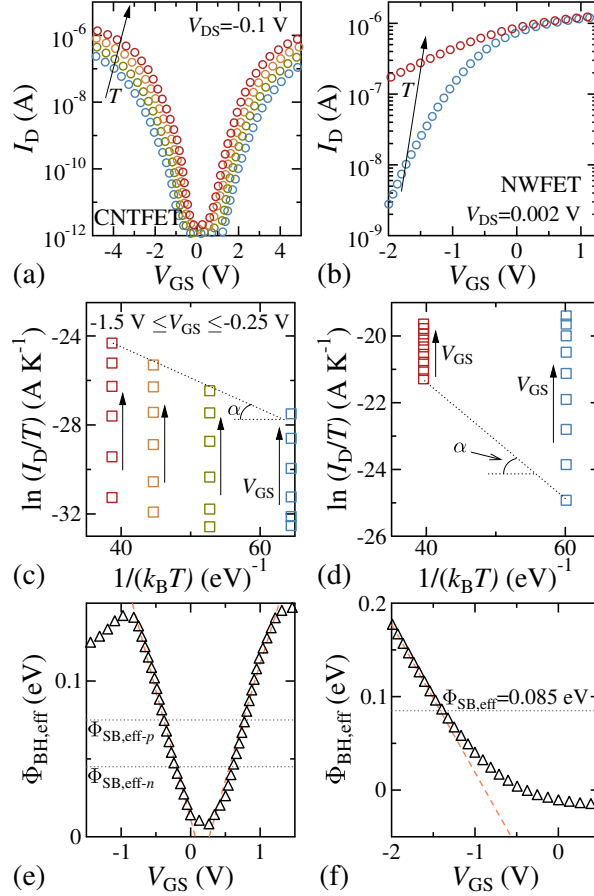 10⁻⁶
10⁻⁸
10⁻¹⁰
10⁻¹²
I_D (A)
V_DS=-0.1 V
T
CNTFET
-4 -2 0 2 4
V_GS (V)
(a)
10⁻⁶
10⁻⁷
10⁻⁸
10⁻⁹
I_D (A)
T
NWFET
V_DS=0.002 V
-2 -1 0 1
V_GS (V)
(b)
-24
-28
-32
ln (I_D/T) (A K⁻¹)
-1.5 V ≤V_GS ≤-0.25 V
α
V_GS
40 60
1/(k_BT) (eV)⁻¹
(c)
-20
-22
-24
-26
ln (I_D/T) (A K⁻¹)
V_GS
V_GS
α
40 60
1/(k_BT) (eV)⁻¹
(d)
0.1
0
Φ_BH,eff (eV)
Φ_SB,eff-p
Φ_SB,eff-n
-1 0 1
V_GS (V)
(e)
0.2
0.1
0
Φ_BH,eff (eV)
Φ_SB,eff=0.085 eV
-2 -1 0
V_GS (V)
(f)